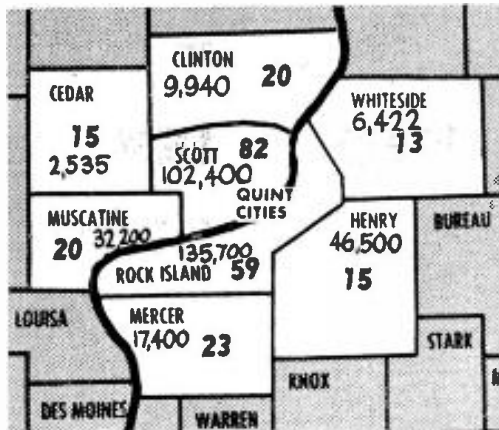 CLINTON
9,940 20
CEDAR
15
2,535
WHITESIDE
6,422
13
SCOTT 82
102,400
QUINT
CITIES
MUSCATINE
20 32,200
HENRY
46,500
15
BUREAU
135,700
ROCK ISLAND 59
LOUISA
MERCER
17,400 23
STARK
KNOX
DES MOINES
WARREN